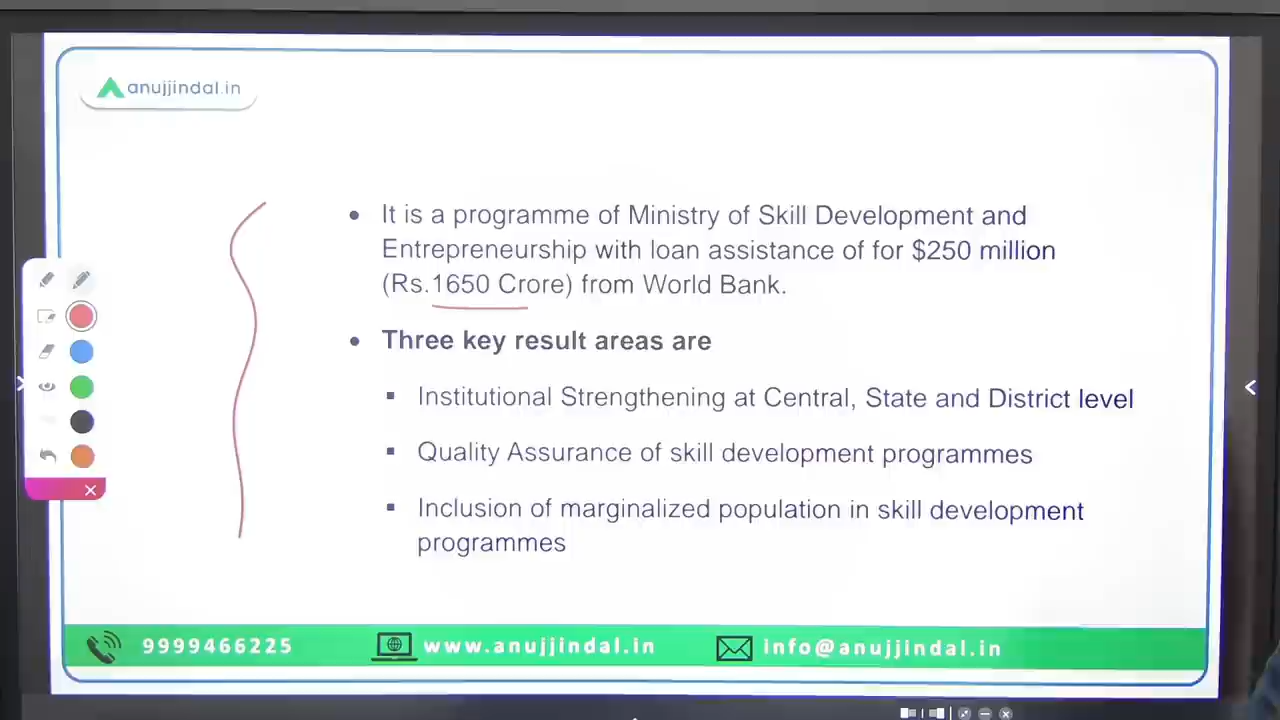 anujjindal.in
• It is a programme of Ministry of Skill Development and
Entrepreneurship with loan assistance of for $250 million
(Rs.1650 Crore) from World Bank.
• Three key result areas are
▪ Institutional Strengthening at Central, State and District level
▪ Quality Assurance of skill development programmes
▪ Inclusion of marginalized population in skill development
programmes
9999466225 www.anujjindal.in info@anujjindal.in